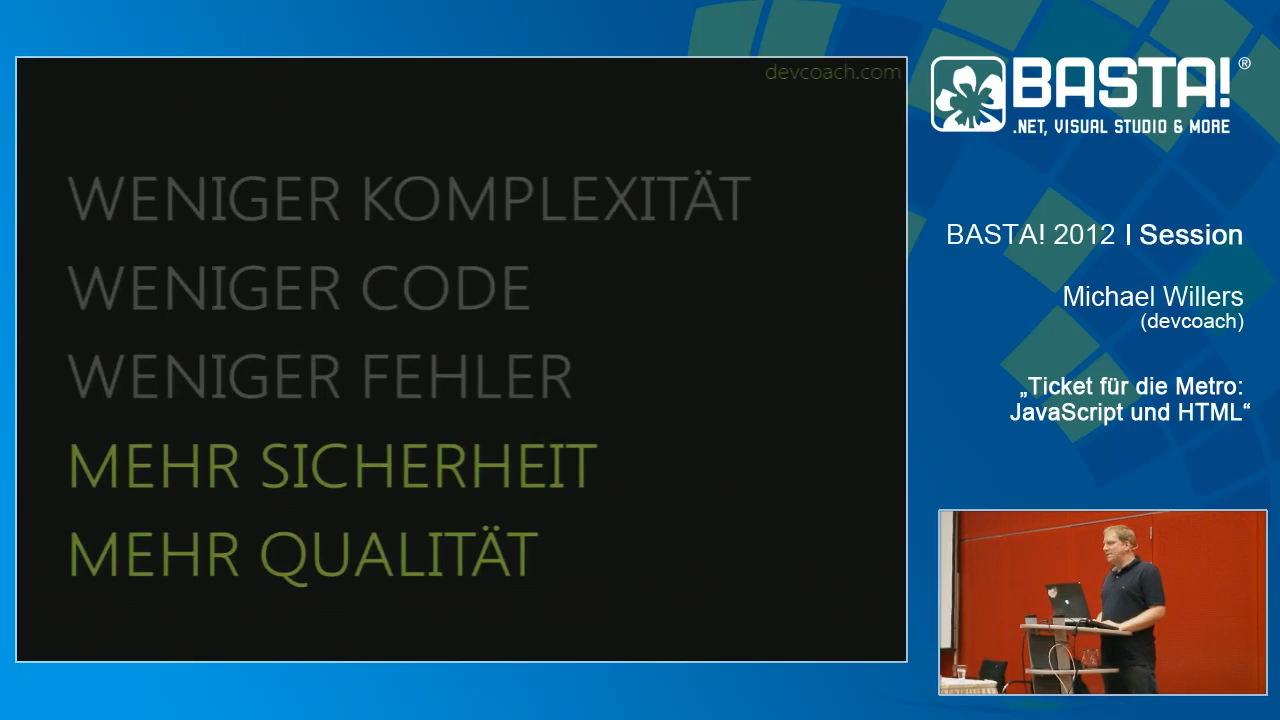 devcoach.com
WENIGER KOMPLEXITÄT
WENIGER CODE
WENIGER FEHLER
MEHR SICHERHEIT
MEHR QUALITÄT
BASTA!®
.NET, VISUAL STUDIO & MORE
BASTA! 2012 | Session
Michael Willers
(devcoach)
„Ticket für die Metro:
JavaScript und HTML“